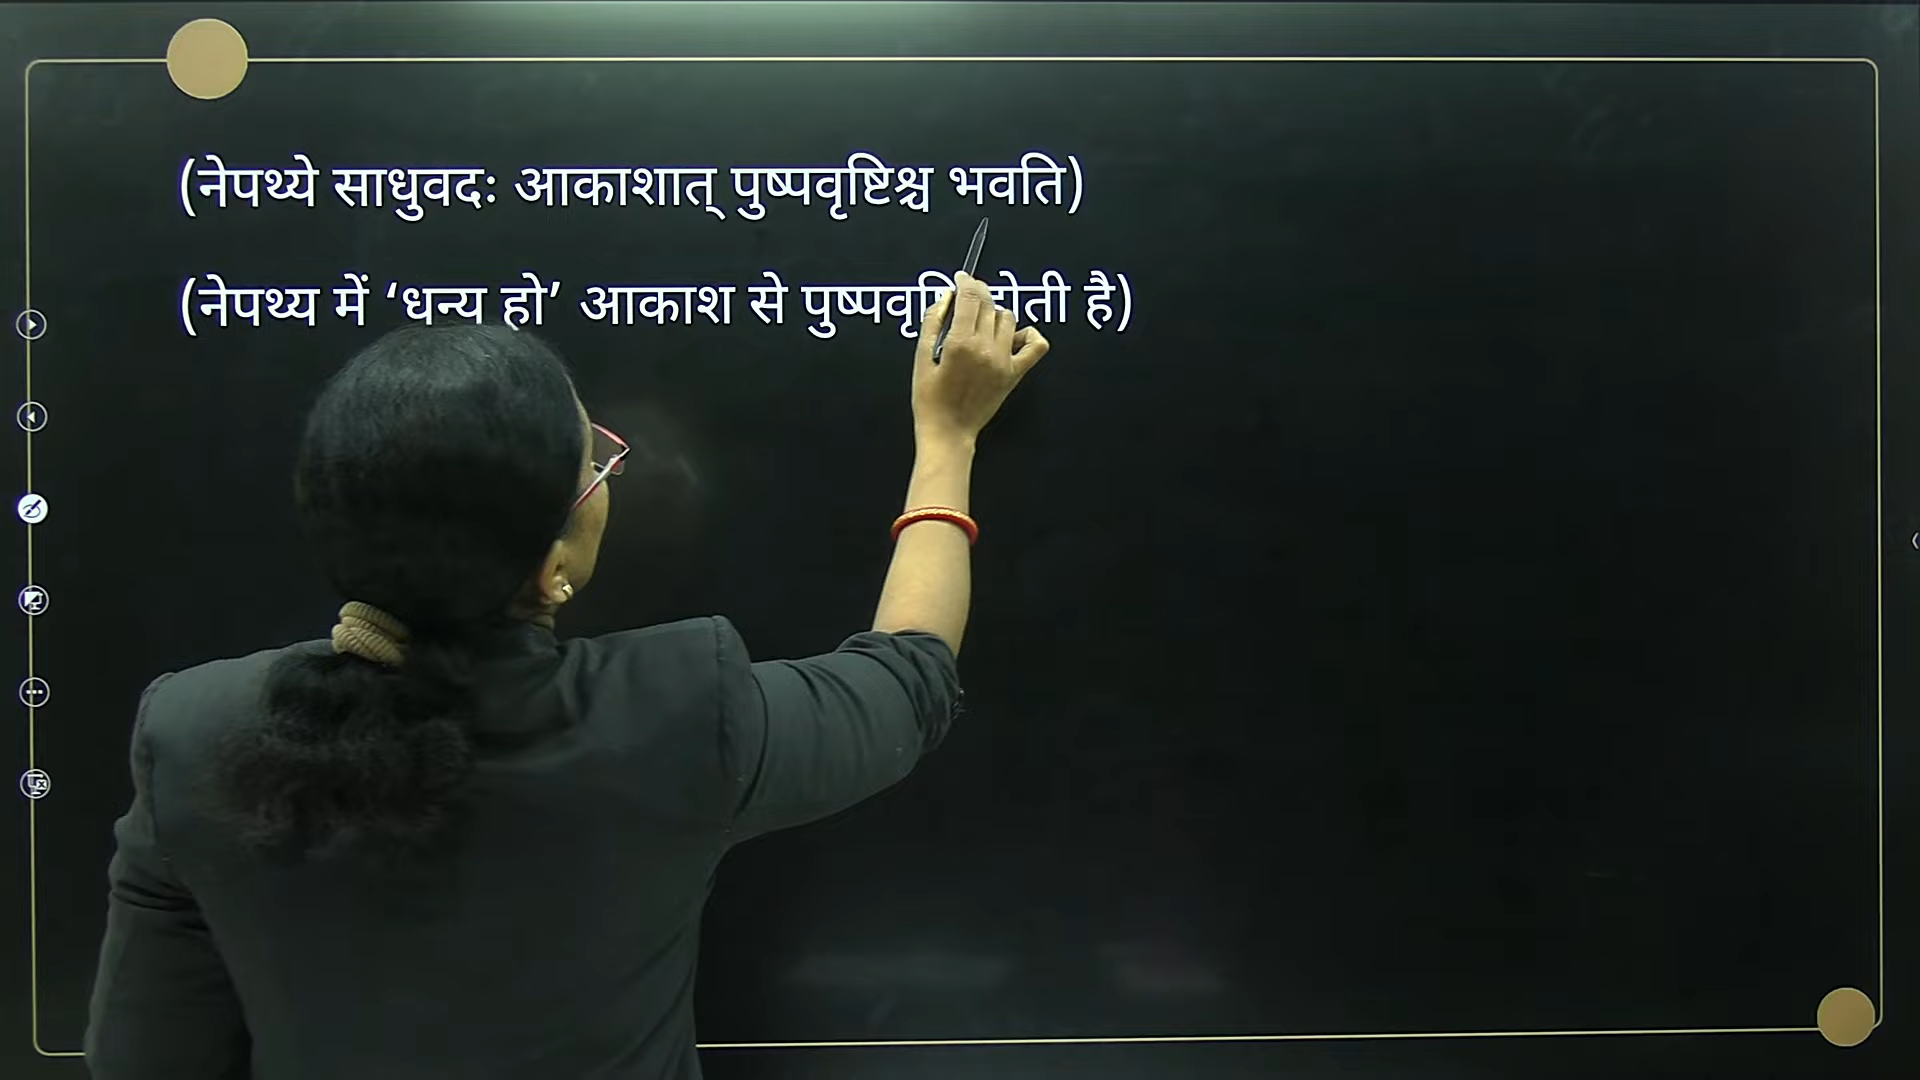 (नेपथ्ये साधुवदः आकाशात् पुष्पवृष्टिश्च भवति)
(नेपथ्य में ‘धन्य हो’ आकाश से होती है)